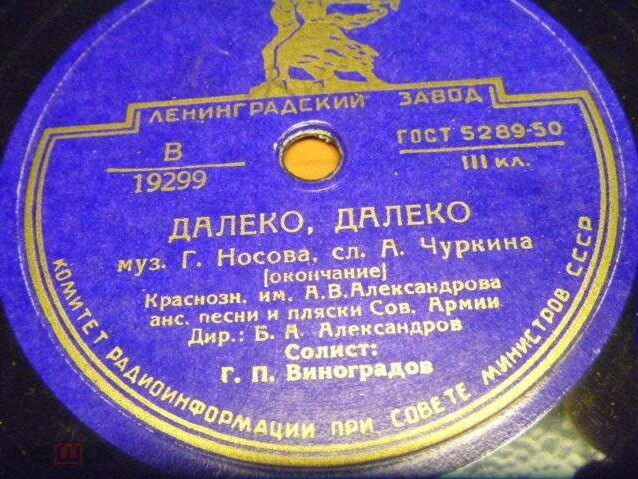 ЛЕНИНГРАДСКИЙ ЗАВОД
В
19299
ГОСТ 5289-50
III кл.
ДАЛЕКО, ДАЛЕКО
муз. Г. Носова, сл. А. Чуркина
[окончание]
Краснозн. им. А.В.Александрова
анс. песни и пляски Сов. Армии
Дир.: Б. А. Александров
Солист:
Г. П. Виноградов
КОМИТЕТ РАДИОИНФОРМАЦИИ ПРИ СОВЕТЕ МИНИСТРОВ СССР